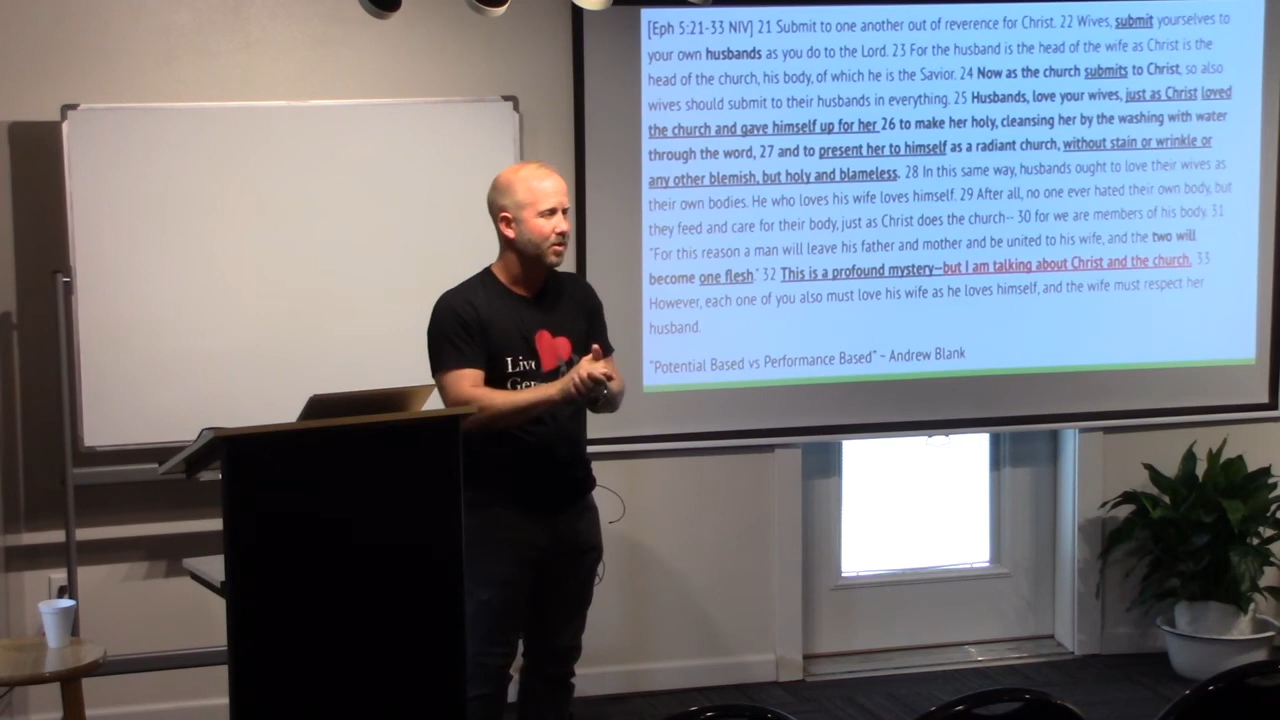 [Eph 5:21-33 NIV] 21 Submit to one another out of reverence for Christ. 22 Wives, submit yourselves to
your own husbands as you do to the Lord. 23 For the husband is the head of the wife as Christ is the
head of the church, his body, of which he is the Savior. 24 Now as the church submits to Christ, so also
wives should submit to their husbands in everything. 25 Husbands, love your wives, just as Christ loved
the church and gave himself up for her 26 to make her holy, cleansing her by the washing with water
through the word, 27 and to present her to himself as a radiant church, without stain or wrinkle or
any other blemish, but holy and blameless. 28 In this same way, husbands ought to love their wives as
their own bodies. He who loves his wife loves himself. 29 After all, no one ever hated their own body, but
they feed and care for their body, just as Christ does the church-- 30 for we are members of his body. 31
"For this reason a man will leave his father and mother and be united to his wife, and the two will
become one flesh." 32 This is a profound mystery--but I am talking about Christ and the church. 33
However, each one of you also must love his wife as he loves himself, and the wife must respect her
husband.
"Potential Based vs Performance Based" ~ Andrew Blank